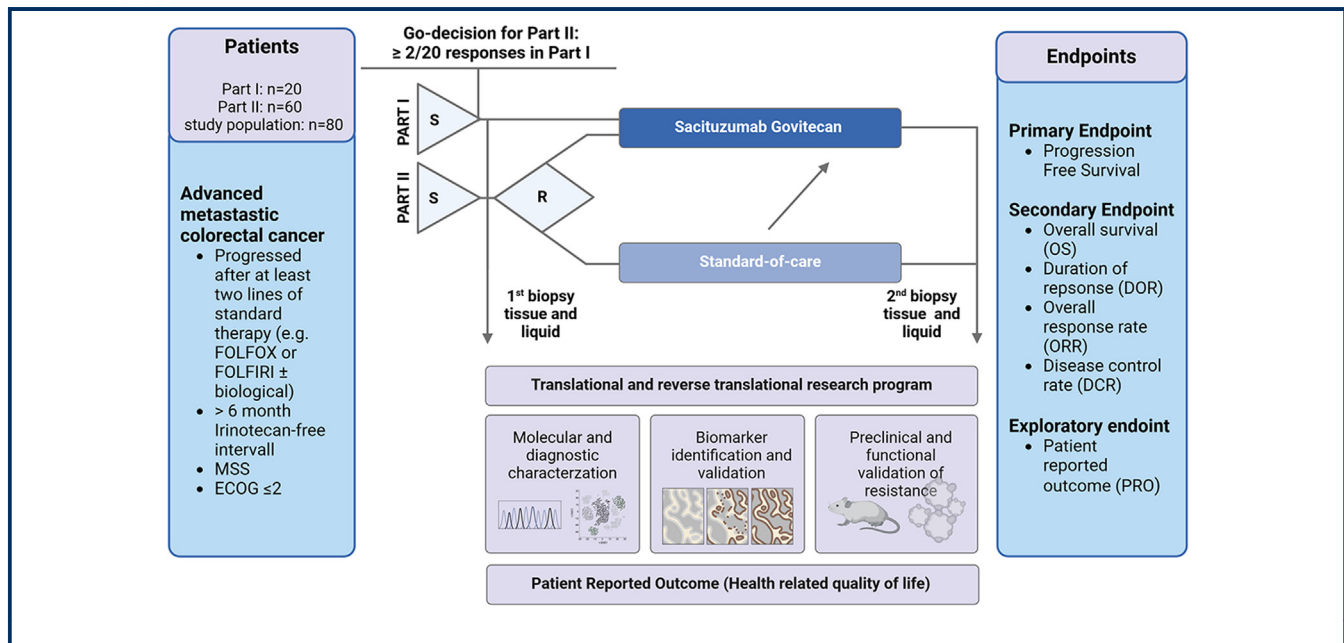 Patients
Part I: n=20
Part II: n=60
study population: n=80
Advanced
metastastic
colorectal cancer
• Progressed
after at least
two lines of
standard
therapy (e.g.
FOLFOX or
FOLFIRI ±
biological)
• > 6 month
Irinotecan-free
intervall
• MSS
• ECOG ≤2
Go-decision for Part II:
≥ 2/20 responses in Part I
PART I
S
PART II
S
R
Sacituzumab Govitecan
Standard-of-care
1st biopsy
tissue and
liquid
2nd biopsy
tissue and
liquid
Translational and reverse translational research program
Molecular and
diagnostic
characterzation
Biomarker
identification and
validation
Preclinical and
functional
validation of
resistance
Patient Reported Outcome (Health related quality of life)
Endpoints
Primary Endpoint
• Progression
Free Survival
Secondary Endpoint
• Overall survival
(OS)
• Duration of
repsonse (DOR)
• Overall
response rate
(ORR)
• Disease control
rate (DCR)
Exploratory endoint
• Patient
reported
outcome (PRO)